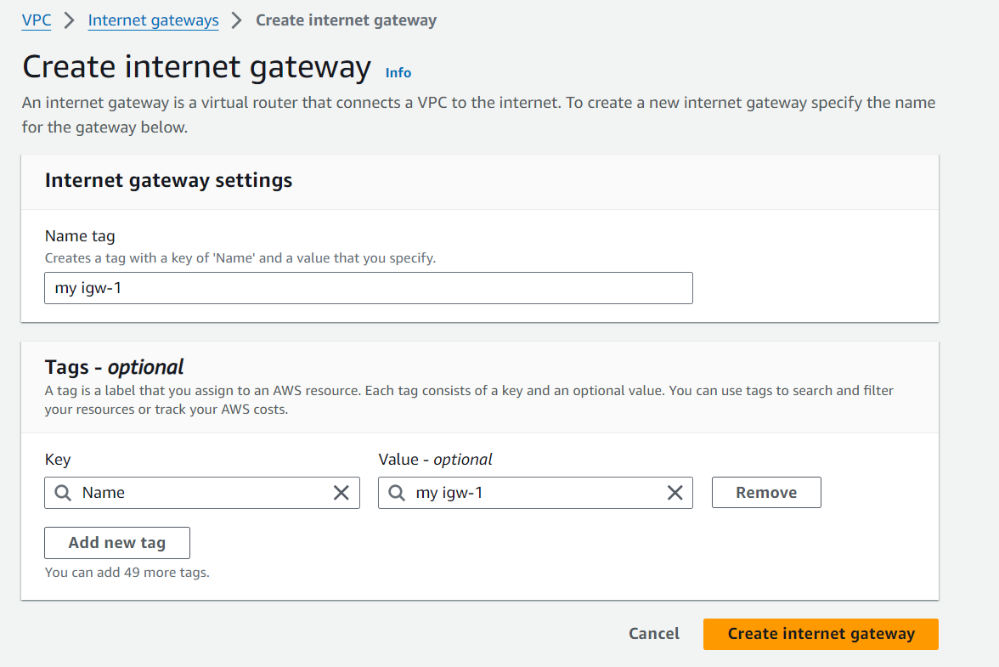 VPC > Internet gateways > Create internet gateway
Create internet gateway Info
An internet gateway is a virtual router that connects a VPC to the internet. To create a new internet gateway specify the name
for the gateway below.
Internet gateway settings
Name tag
Creates a tag with a key of 'Name' and a value that you specify.
my igw-1
Tags - optional
A tag is a label that you assign to an AWS resource. Each tag consists of a key and an optional value. You can use tags to search and filter
your resources or track your AWS costs.
Key Value - optional
Name my igw-1 Remove
Add new tag
You can add 49 more tags.
Cancel Create internet gateway